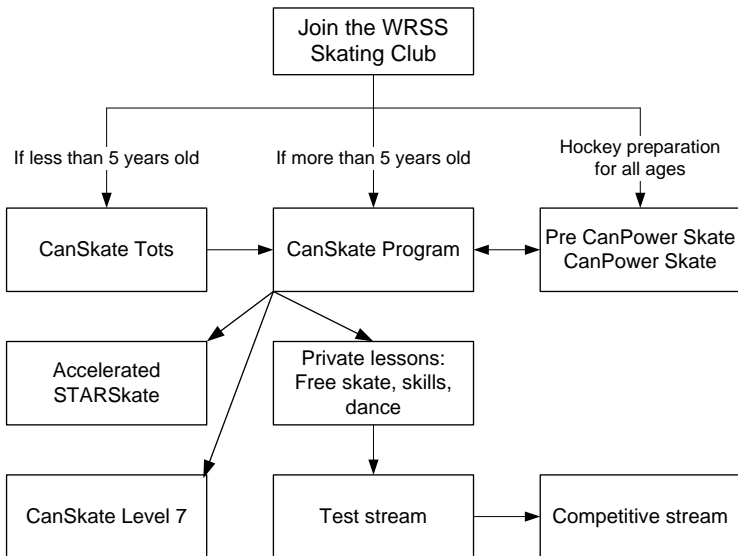 Join the WRSS
Skating Club
If less than 5 years old
If more than 5 years old
Hockey preparation
for all ages
CanSkate Tots
CanSkate Program
Pre CanPower Skate
CanPower Skate
Accelerated
STARSkate
Private lessons:
Free skate, skills,
dance
CanSkate Level 7
Test stream
Competitive stream